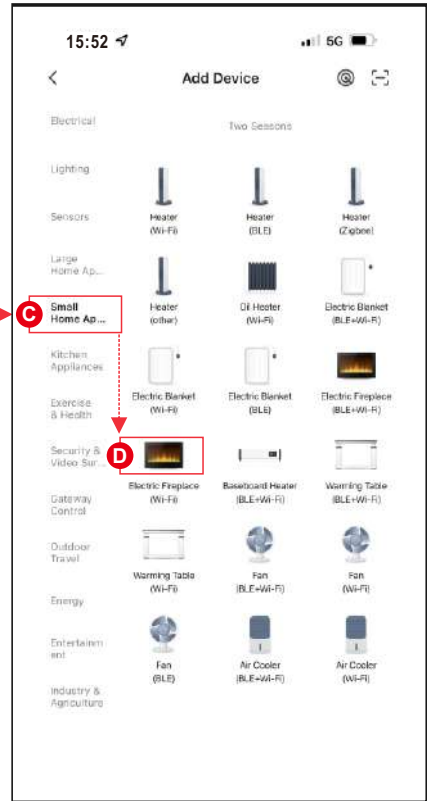 15:52
5G
Add Device
Electrical
Lighting
Sensors
Large
Home Ap...
C
Small
Home Ap...
Kitchen
Appliances
Exercise
& Health
Security &
Video Sur...
Gateway
Control
Outdoor
Travel
Energy
Entertainm
ent
Industry &
Agriculture
Two Seasons
Heater
(Wi-Fi)
Heater
(BLE)
Heater
(Zigbee)
Heater
(other)
Oil Heater
(Wi-Fi)
Electric Blanket
(BLE+Wi-Fi)
Electric Blanket
(Wi-Fi)
Electric Blanket
(BLE)
Electric Fireplace
(BLE+Wi-Fi)
D
Electric Fireplace
(Wi-Fi)
Baseboard Heater
(BLE+Wi-Fi)
Warming Table
(BLE+Wi-Fi)
Warming Table
(Wi-Fi)
Fan
(BLE+Wi-Fi)
Fan
(Wi-Fi)
Fan
(BLE)
Air Cooler
(BLE+Wi-Fi)
Air Cooler
(Wi-Fi)